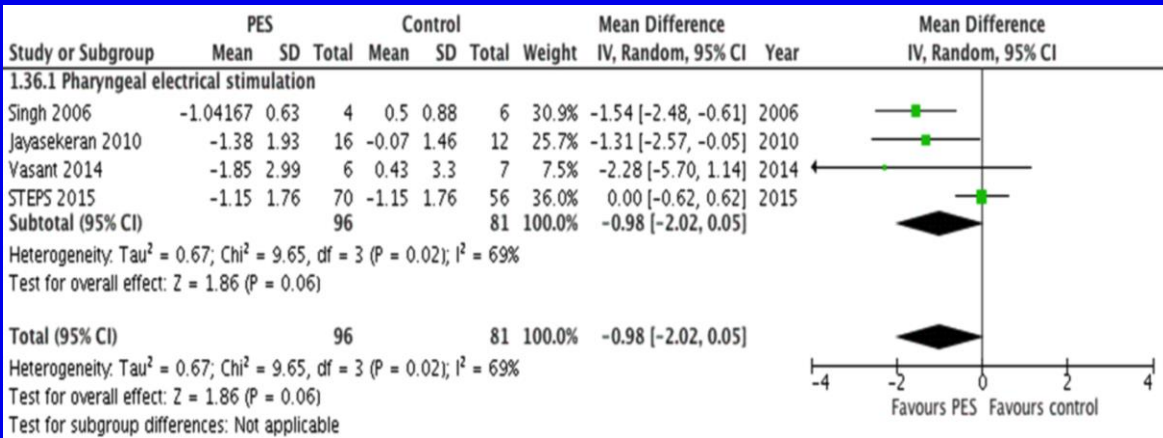 PES Control Mean Difference Mean Difference
Study or Subgroup Mean SD Total Mean SD Total Weight IV, Random, 95% CI Year IV, Random, 95% CI
1.36.1 Pharyngeal electrical stimulation
Singh 2006 -1.04167 0.63 4 0.5 0.88 6 30.9% -1.54 [-2.48, -0.61] 2006
Jayasekeran 2010 -1.38 1.93 16 -0.07 1.46 12 25.7% -1.31 [-2.57, -0.05] 2010
Vasant 2014 -1.85 2.99 6 0.43 3.3 7 7.5% -2.28 [-5.70, 1.14] 2014
STEPS 2015 -1.15 1.76 70 -1.15 1.76 56 36.0% 0.00 [-0.62, 0.62] 2015
Subtotal (95% CI) 96 81 100.0% -0.98 [-2.02, 0.05]
Heterogeneity: Tau² = 0.67; Chi² = 9.65, df = 3 (P = 0.02); I² = 69%
Test for overall effect: Z = 1.86 (P = 0.06)
Total (95% CI) 96 81 100.0% -0.98 [-2.02, 0.05]
Heterogeneity: Tau² = 0.67; Chi² = 9.65, df = 3 (P = 0.02); I² = 69%
Test for overall effect: Z = 1.86 (P = 0.06)
Test for subgroup differences: Not applicable
-4 -2 0 2 4
Favours PES Favours control